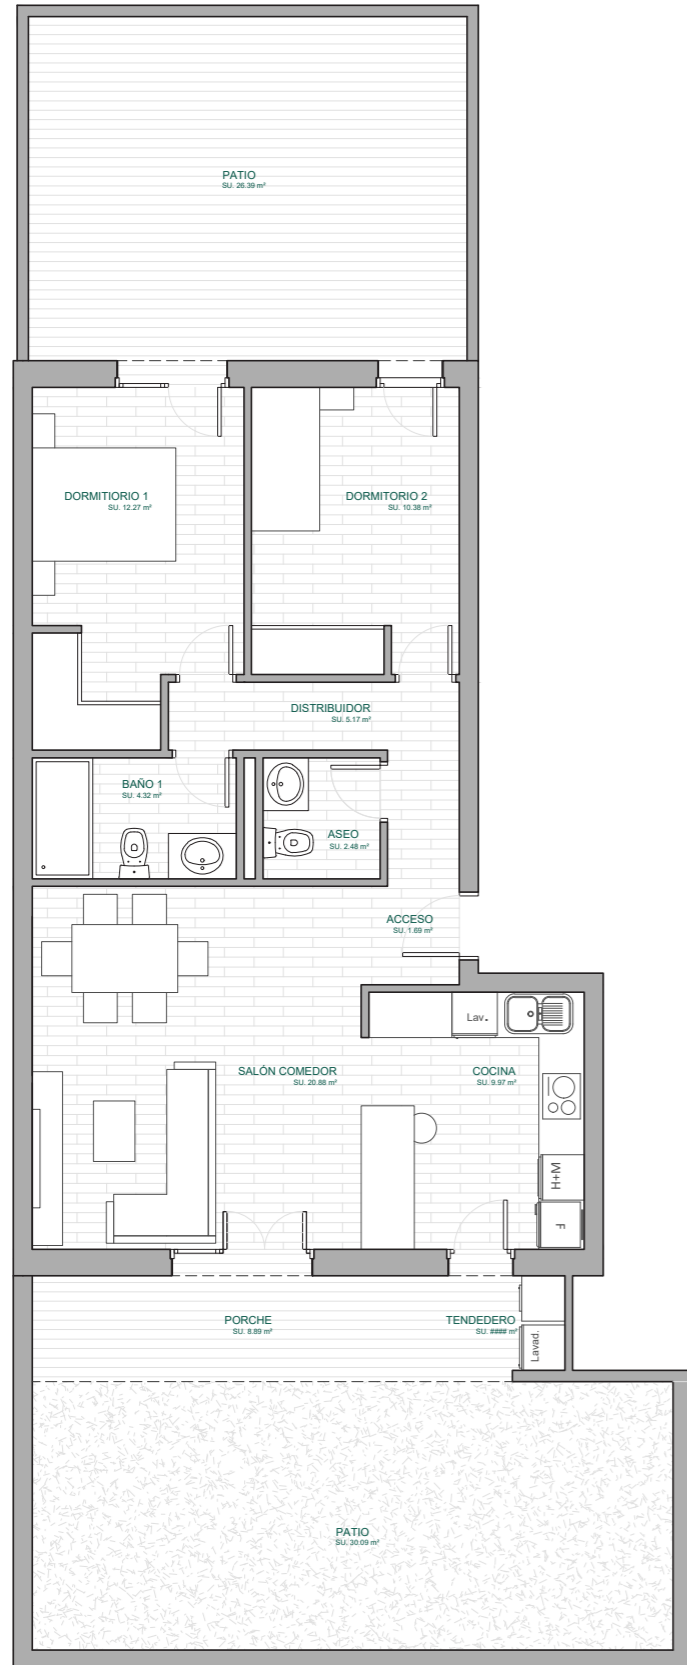 PATIO
SU. 26.39 m²
DORMITIORIO 1
SU. 12.27 m²
DORMITORIO 2
SU. 10.38 m²
DISTRIBUIDOR
SU. 5.17 m²
BAÑO 1
SU. 4.32 m²
ASEO
SU. 2.48 m²
ACCESO
SU. 1.69 m²
Lav.
SALÓN COMEDOR
SU. 20.88 m²
COCINA
SU. 9.97 m²
H+M
F
PORCHE
SU. 8.89 m²
TENDEDERO
SU. #### m²
Lavad.
PATIO
SU. 30.09 m²